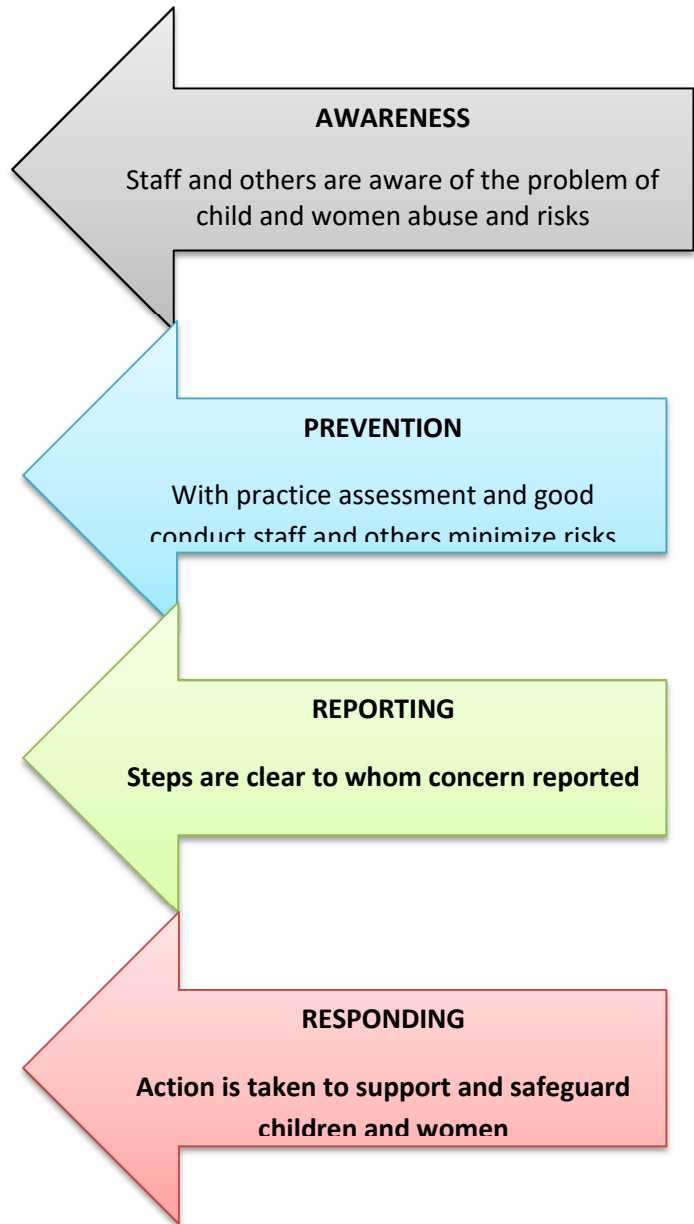 AWARENESS
Staff and others are aware of the problem of
child and women abuse and risks
PREVENTION
With practice assessment and good
conduct staff and others minimize risks
REPORTING
Steps are clear to whom concern reported
RESPONDING
Action is taken to support and safeguard
children and women